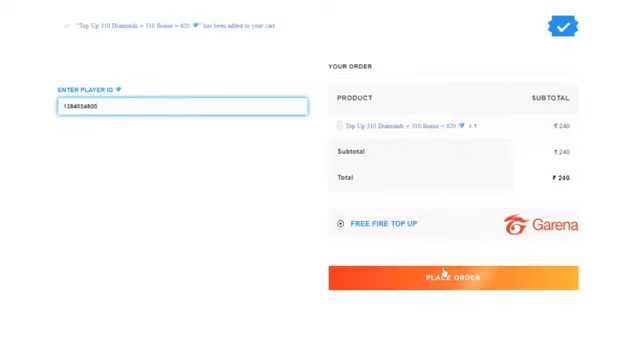 "Top Up 310 Diamonds + 310 Bonus = 620 💎" has been added to your cart
YOUR ORDER
ENTER PLAYER ID 💎
PRODUCT SUBTOTAL
Top Up 310 Diamonds + 310 Bonus = 620 💎 × 1 ₹ 240
Subtotal ₹ 240
Total ₹ 240
FREE FIRE TOP UP Garena
PLACE ORDER